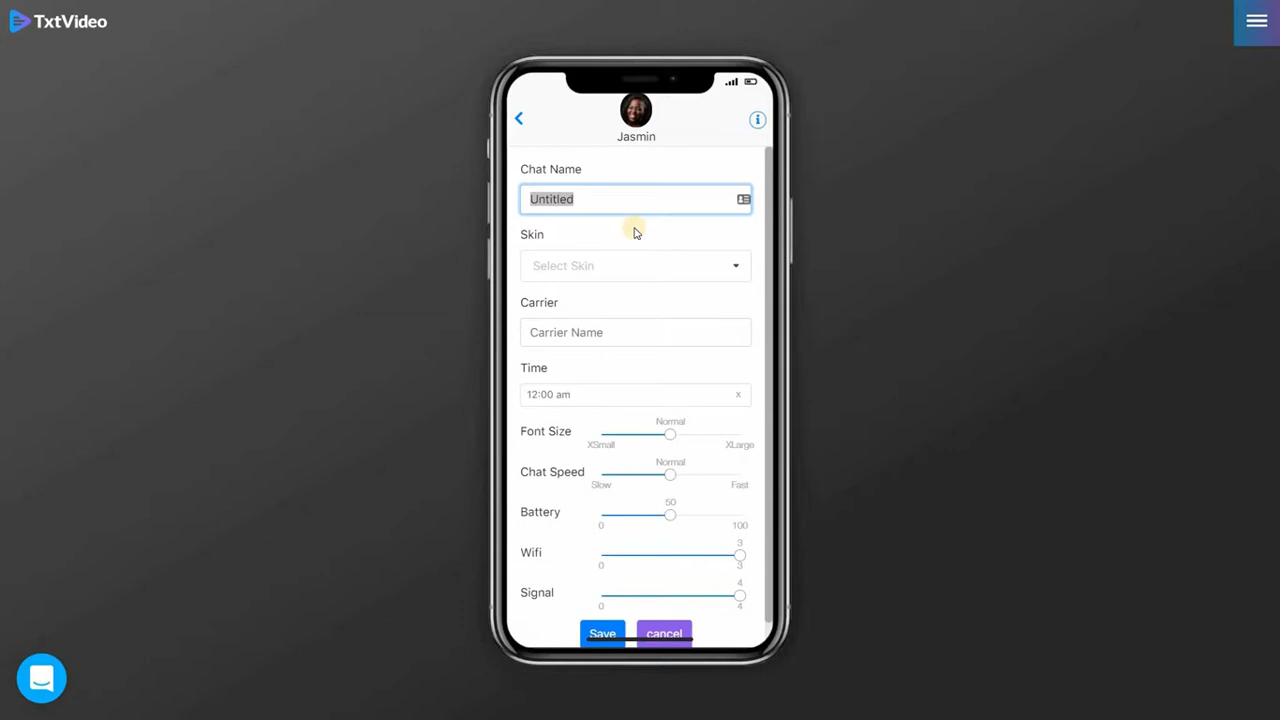 TxtVideo
Jasmin
Chat Name
Untitled
Skin
Select Skin
Carrier
Carrier Name
Time
12:00 am x
Normal
Font Size
XSmall XLarge
Normal
Chat Speed
Slow Fast
50
Battery
0 100
3
Wifi
0 3
4
Signal
0 4
Save cancel